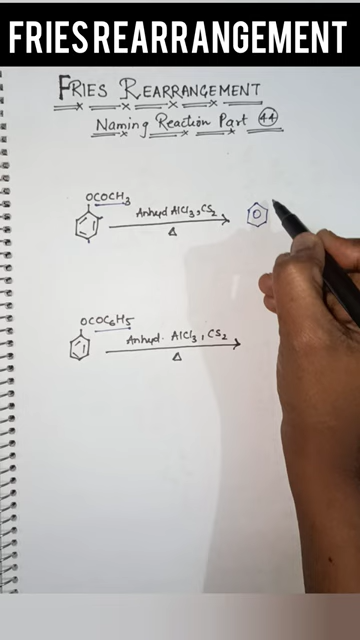 FRIES REARRANGEMENT
FRIES REARRANGEMENT
Naming Reaction Part 44
OCOCH3
Anhyd AlCl3, CS2
Δ
OCOC6H5
Anhyd. AlCl3, CS2
Δ